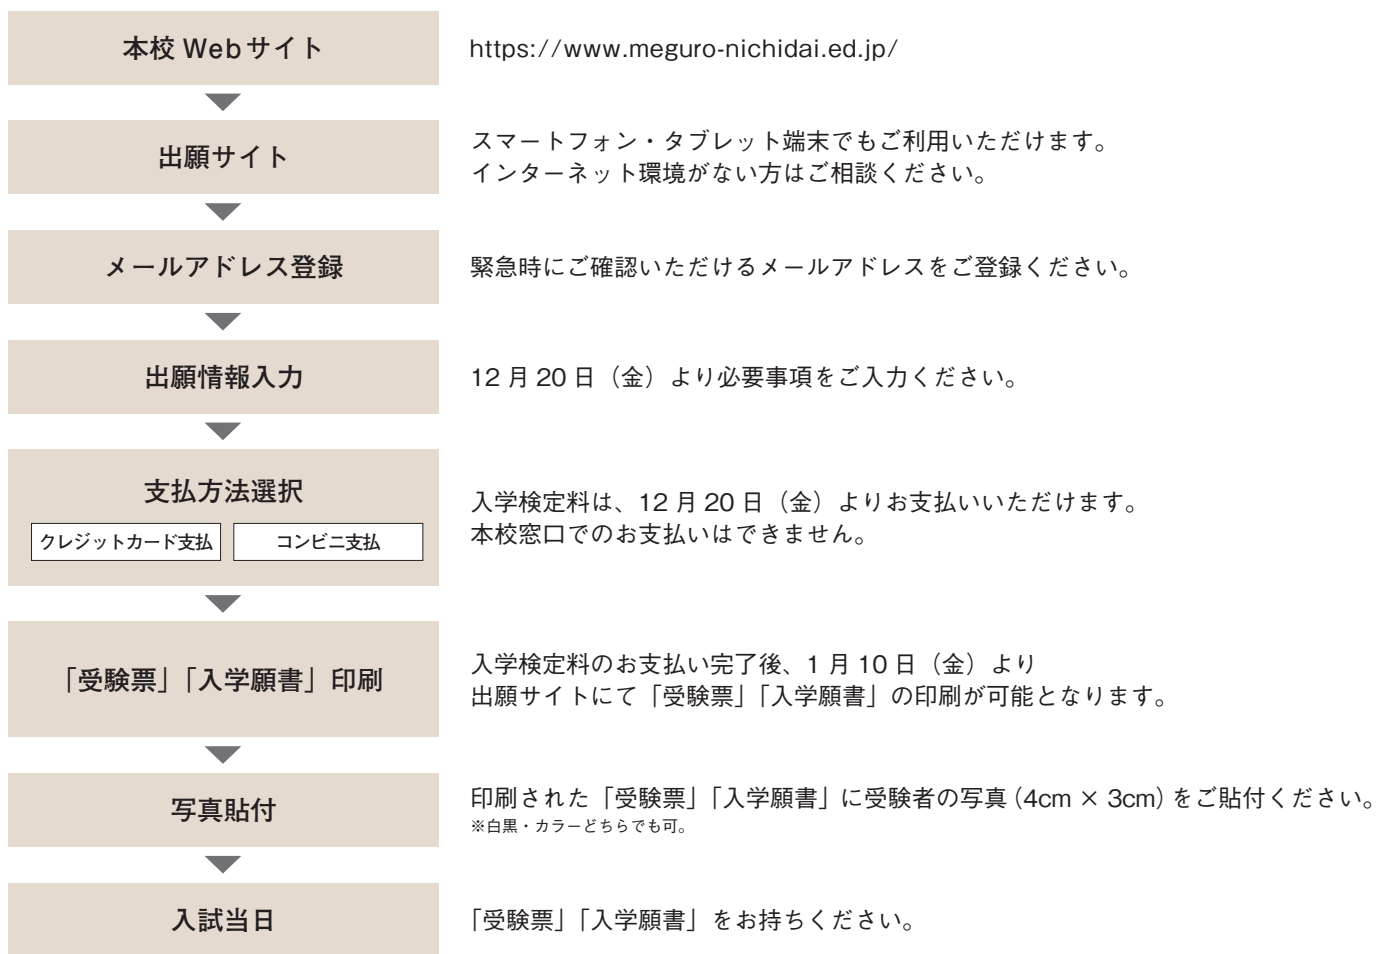 本校 Webサイト
https://www.meguro-nichidai.ed.jp/
出願サイト
スマートフォン・タブレット端末でもご利用いただけます。
インターネット環境がない方はご相談ください。
メールアドレス登録
緊急時にご確認いただけるメールアドレスをご登録ください。
出願情報入力
12 月 20 日（金）より必要事項をご入力ください。
支払方法選択
クレジットカード支払
コンビニ支払
入学検定料は、12 月 20 日（金）よりお支払いいただけます。
本校窓口でのお支払いはできません。
「受験票」「入学願書」印刷
入学検定料のお支払い完了後、1 月 10 日（金）より
出願サイトにて「受験票」「入学願書」の印刷が可能となります。
写真貼付
印刷された「受験票」「入学願書」に受験者の写真（4cm × 3cm）をご貼付ください。
※白黒・カラーどちらでも可。
入試当日
「受験票」「入学願書」をお持ちください。